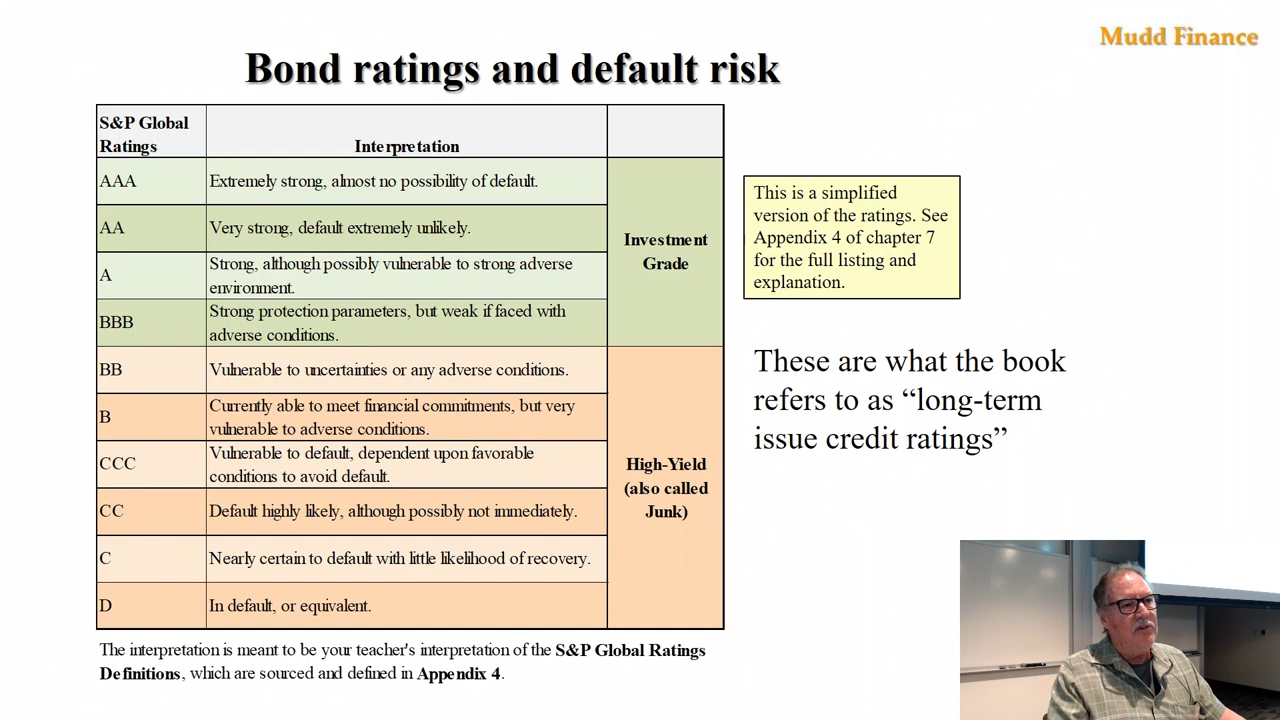 Mudd Finance
Bond ratings and default risk
S&P Global
Ratings
Interpretation
AAA
Extremely strong, almost no possibility of default.
AA
Very strong, default extremely unlikely.
A
Strong, although possibly vulnerable to strong adverse
environment.
BBB
Strong protection parameters, but weak if faced with
adverse conditions.
Investment
Grade
BB
Vulnerable to uncertainties or any adverse conditions.
B
Currently able to meet financial commitments, but very
vulnerable to adverse conditions.
CCC
Vulnerable to default, dependent upon favorable
conditions to avoid default.
CC
Default highly likely, although possibly not immediately.
C
Nearly certain to default with little likelihood of recovery.
D
In default, or equivalent.
High-Yield
(also called
Junk)
The interpretation is meant to be your teacher's interpretation of the S&P Global Ratings
Definitions, which are sourced and defined in Appendix 4.
This is a simplified
version of the ratings. See
Appendix 4 of chapter 7
for the full listing and
explanation.
These are what the book
refers to as “long-term
issue credit ratings”